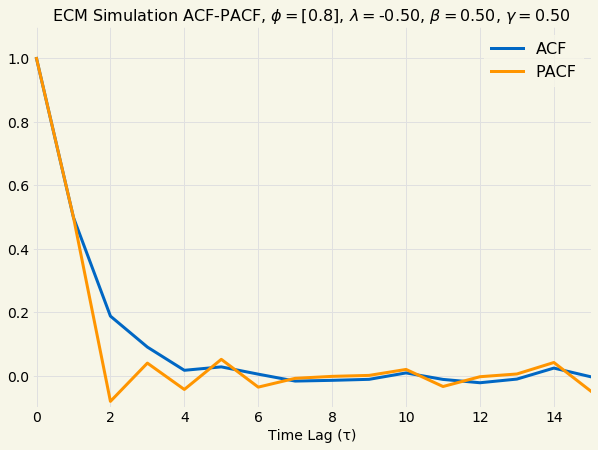 ECM Simulation ACF-PACF, ϕ = [0.8], λ = -0.50, β = 0.50, γ = 0.50
ACF
PACF
1.0
0.8
0.6
0.4
0.2
0.0
0 2 4 6 8 10 12 14
Time Lag (τ)